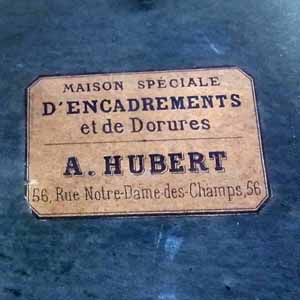 MAISON SPÉCIALE
D'ENCADREMENTS
et de Dorures
A. HUBERT
56, Rue Notre-Dame-des-Champs, 56